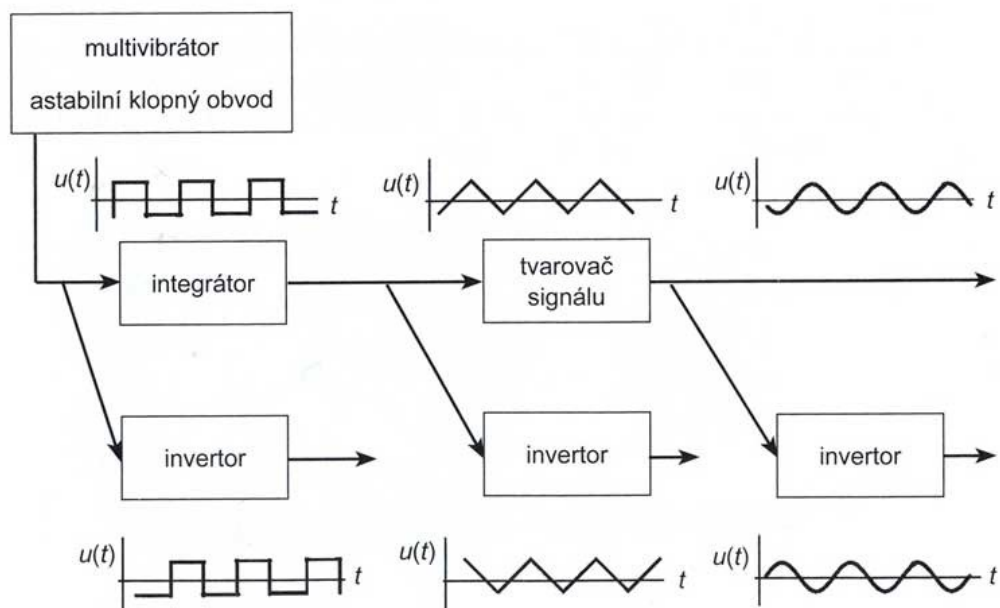 multivibrátor
astabilní klopný obvod
u(t) t
u(t) t
u(t) t
integrátor
tvarovač
signálu
invertor
invertor
invertor
u(t) t
u(t) t
u(t) t